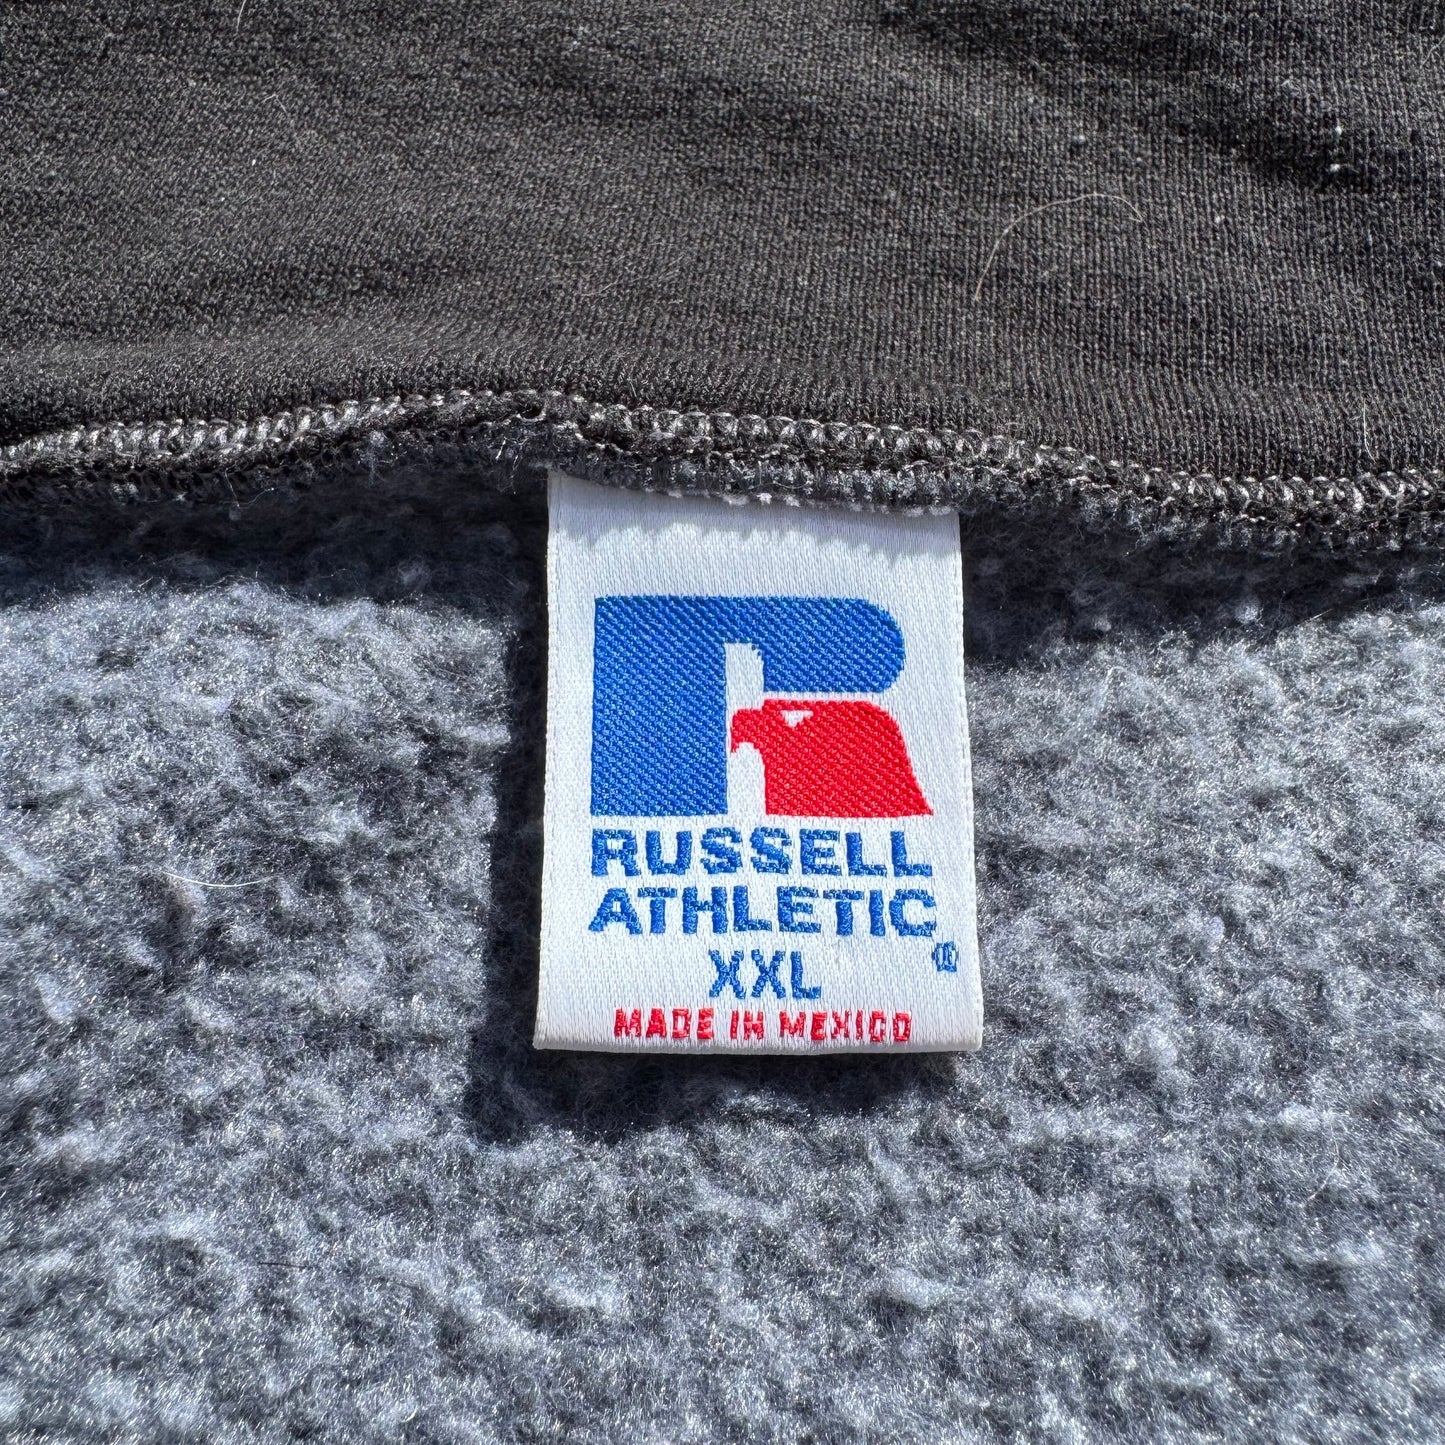 RUSSELL
ATHLETIC®
XXL
MADE IN MEXICO